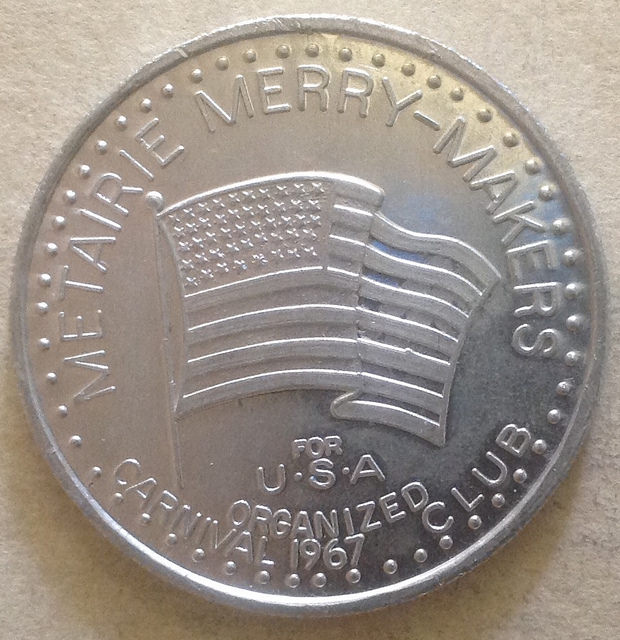 METAIRIE MERRY-MAKERS
FOR
U·S·A
ORGANIZED
CARNIVAL 1967 CLUB